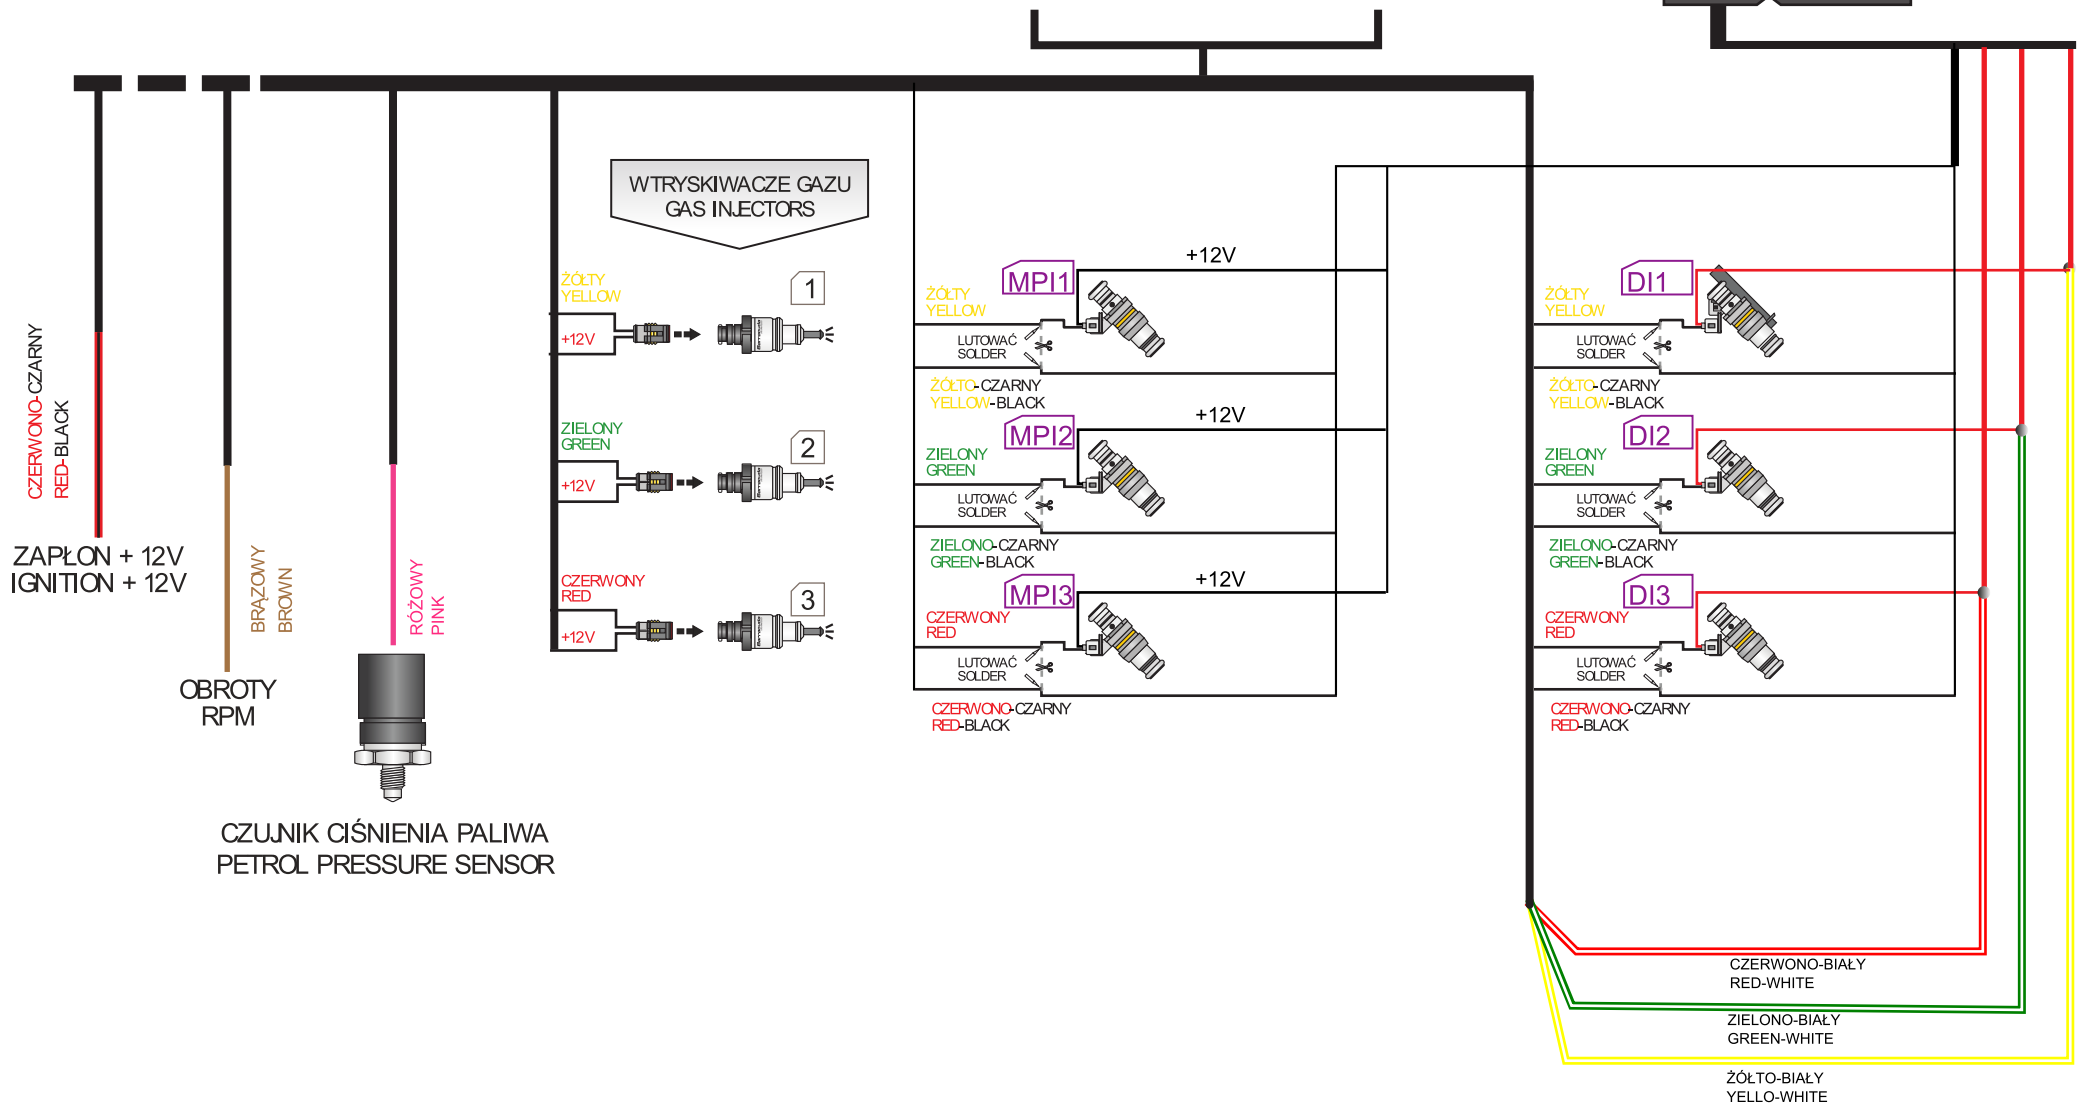 WTRYSKIWACZE GAZU
GAS INJECTORS
CZERWONO-CZARNY
RED-BLACK
ZAPŁON + 12V
IGNITION + 12V
BRĄZOWY
BROWN
OBROTY
RPM
RÓŻOWY
PINK
CZUJNIK CIŚNIENIA PALIWA
PETROL PRESSURE SENSOR
ŻÓŁTY
YELLOW
+12V
1
ZIELONY
GREEN
+12V
2
CZERWONY
RED
+12V
3
MPI1
+12V
ŻÓŁTY
YELLOW
LUTOWAĆ
SOLDER
ŻÓŁTO-CZARNY
YELLOW-BLACK
MPI2
+12V
ZIELONY
GREEN
LUTOWAĆ
SOLDER
ZIELONO-CZARNY
GREEN-BLACK
MPI3
+12V
CZERWONY
RED
LUTOWAĆ
SOLDER
CZERWONO-CZARNY
RED-BLACK
DI1
ŻÓŁTY
YELLOW
LUTOWAĆ
SOLDER
ŻÓŁTO-CZARNY
YELLOW-BLACK
DI2
ZIELONY
GREEN
LUTOWAĆ
SOLDER
ZIELONO-CZARNY
GREEN-BLACK
DI3
CZERWONY
RED
LUTOWAĆ
SOLDER
CZERWONO-CZARNY
RED-BLACK
CZERWONO-BIAŁY
RED-WHITE
ZIELONO-BIAŁY
GREEN-WHITE
ŻÓŁTO-BIAŁY
YELLO-WHITE